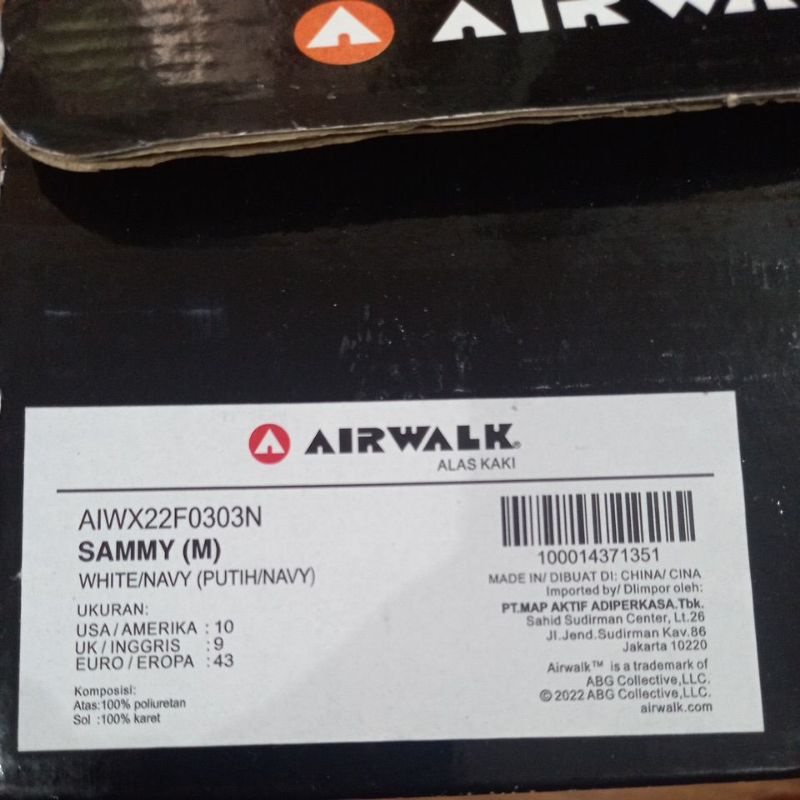 AIRWALK
AIRWALK
ALAS KAKI
AIWX22F0303N
SAMMY (M)
WHITE/NAVY (PUTIH/NAVY)
UKURAN:
USA / AMERIKA : 10
UK / INGGRIS : 9
EURO / EROPA : 43
Komposisi:
Atas:100% poliuretan
Sol :100% karet
100014371351
MADE IN/ DIBUAT DI: CHINA/ CINA
Imported by/ DIimpor oleh:
PT.MAP AKTIF ADIPERKASA.Tbk.
Sahid Sudirman Center, Lt.26
Jl.Jend.Sudirman Kav.86
Jakarta 10220
Airwalk™ is a trademark of
ABG Collective,LLC.
© 2022 ABG Collective,LLC.
airwalk.com